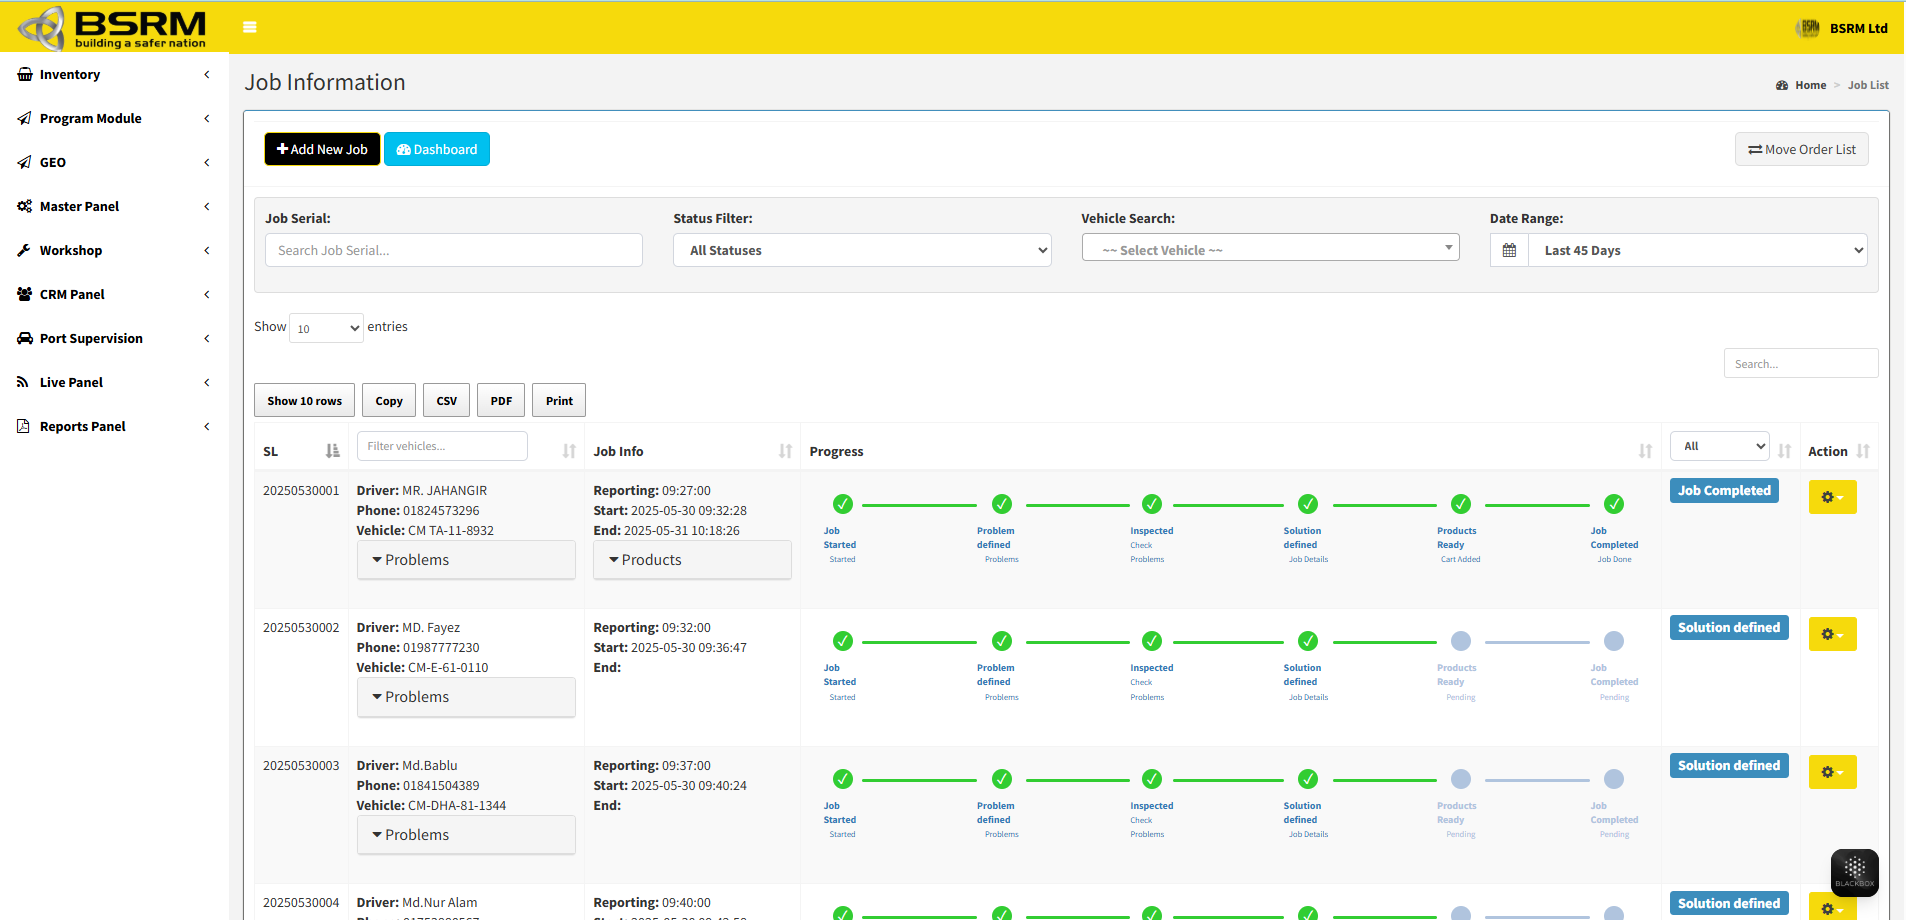 BSRM
building a safer nation
BSRM Ltd
Inventory
Program Module
GEO
Master Panel
Workshop
CRM Panel
Port Supervision
Live Panel
Reports Panel
Job Information
Home > Job List
Add New Job
Dashboard
Move Order List
Job Serial:
Status Filter:
Vehicle Search:
Date Range:
Search Job Serial...
All Statuses
~~ Select Vehicle ~~
Last 45 Days
Show 10 entries
Search...
Show 10 rows
Copy
CSV
PDF
Print
SL
Filter vehicles...
Job Info
Progress
All
Action
20250530001
Driver: MR. JAHANGIR
Phone: 01824573296
Vehicle: CM TA-11-8932
Problems
Reporting: 09:27:00
Start: 2025-05-30 09:32:28
End: 2025-05-31 10:18:26
Products
Job
Started
Started
Problem
defined
Problems
Inspected
Check
Problems
Solution
defined
Job Details
Products
Ready
Cart Added
Job
Completed
Job Done
Job Completed
20250530002
Driver: MD. Fayez
Phone: 01987777230
Vehicle: CM-E-61-0110
Problems
Reporting: 09:32:00
Start: 2025-05-30 09:36:47
End:
Job
Started
Started
Problem
defined
Problems
Inspected
Check
Problems
Solution
defined
Job Details
Products
Ready
Pending
Job
Completed
Pending
Solution defined
20250530003
Driver: Md.Bablu
Phone: 01841504389
Vehicle: CM-DHA-81-1344
Problems
Reporting: 09:37:00
Start: 2025-05-30 09:40:24
End:
Job
Started
Started
Problem
defined
Problems
Inspected
Check
Problems
Solution
defined
Job Details
Products
Ready
Pending
Job
Completed
Pending
Solution defined
BLACKBOX
20250530004
Driver: Md.Nur Alam
Reporting: 09:40:00
Solution defined